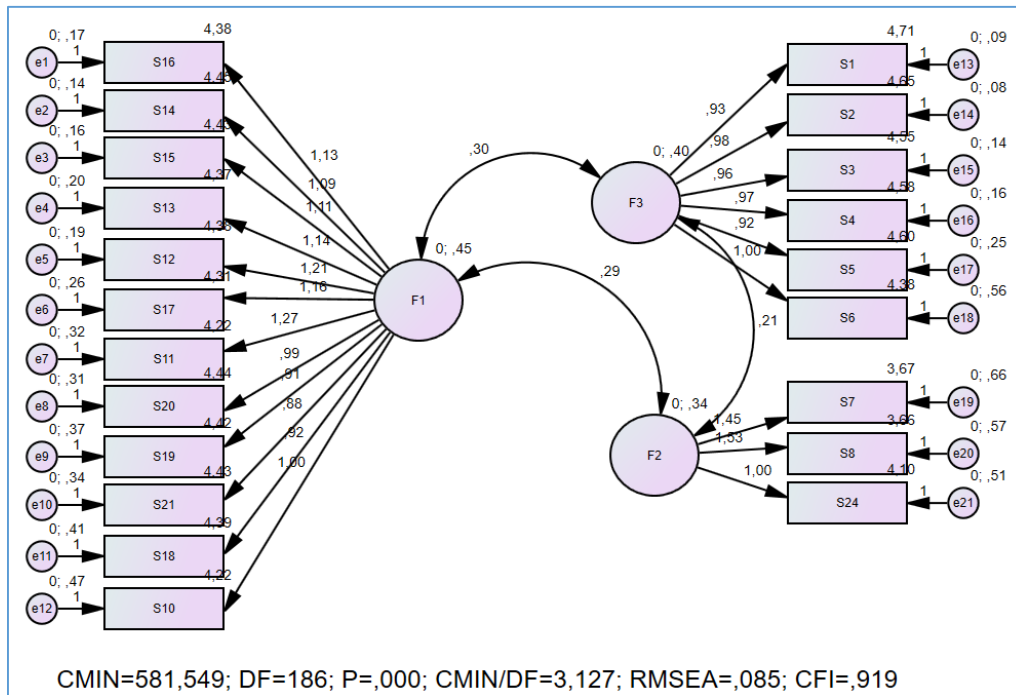 4,38
0; ,17
e1 1 S16
4,45
0; ,14
e2 1 S14
4,43
0; ,16
e3 1 S15
4,37
0; ,20
e4 1 S13
4,38
0; ,19
e5 1 S12
4,31
0; ,26
e6 1 S17
4,22
0; ,32
e7 1 S11
4,44
0; ,31
e8 1 S20
4,42
0; ,37
e9 1 S19
4,43
0; ,34
e10 1 S21
4,39
0; ,41
e11 1 S18
4,22
0; ,47
e12 1 S10
1,13
1,09
1,11
1,14
1,21
1,16
1,27
,99
,91
,88
,92
1,00
0; ,45
F1
,30
,29
,21
0; ,40
F3
,93
,98
,96
,97
,92
1,00
0; ,34
F2
1,45
1,53
1,00
4,71
0; ,09
S1 1 e13
4,65
0; ,08
S2 1 e14
4,55
0; ,14
S3 1 e15
4,58
0; ,16
S4 1 e16
4,60
0; ,25
S5 1 e17
4,38
0; ,56
S6 1 e18
3,67
0; ,66
S7 1 e19
3,66
0; ,57
S8 1 e20
4,10
0; ,51
S24 1 e21
CMIN=581,549; DF=186; P=,000; CMIN/DF=3,127; RMSEA=,085; CFI=,919